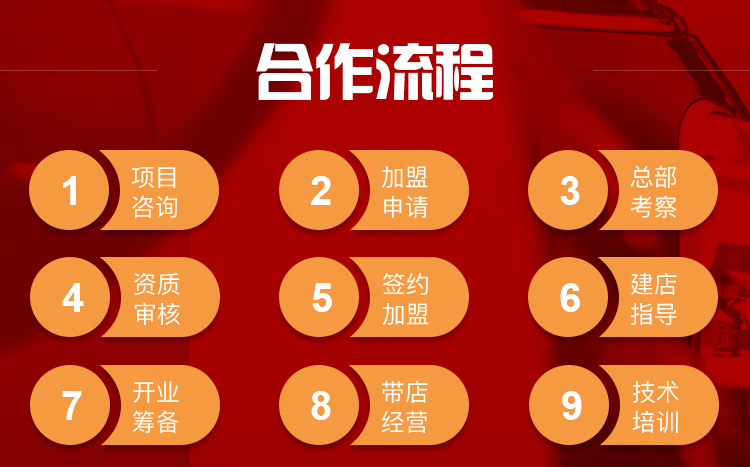 合作流程
1
项目
咨询
2
加盟
申请
3
总部
考察
4
资质
审核
5
签约
加盟
6
建店
指导
7
开业
筹备
8
带店
经营
9
技术
培训